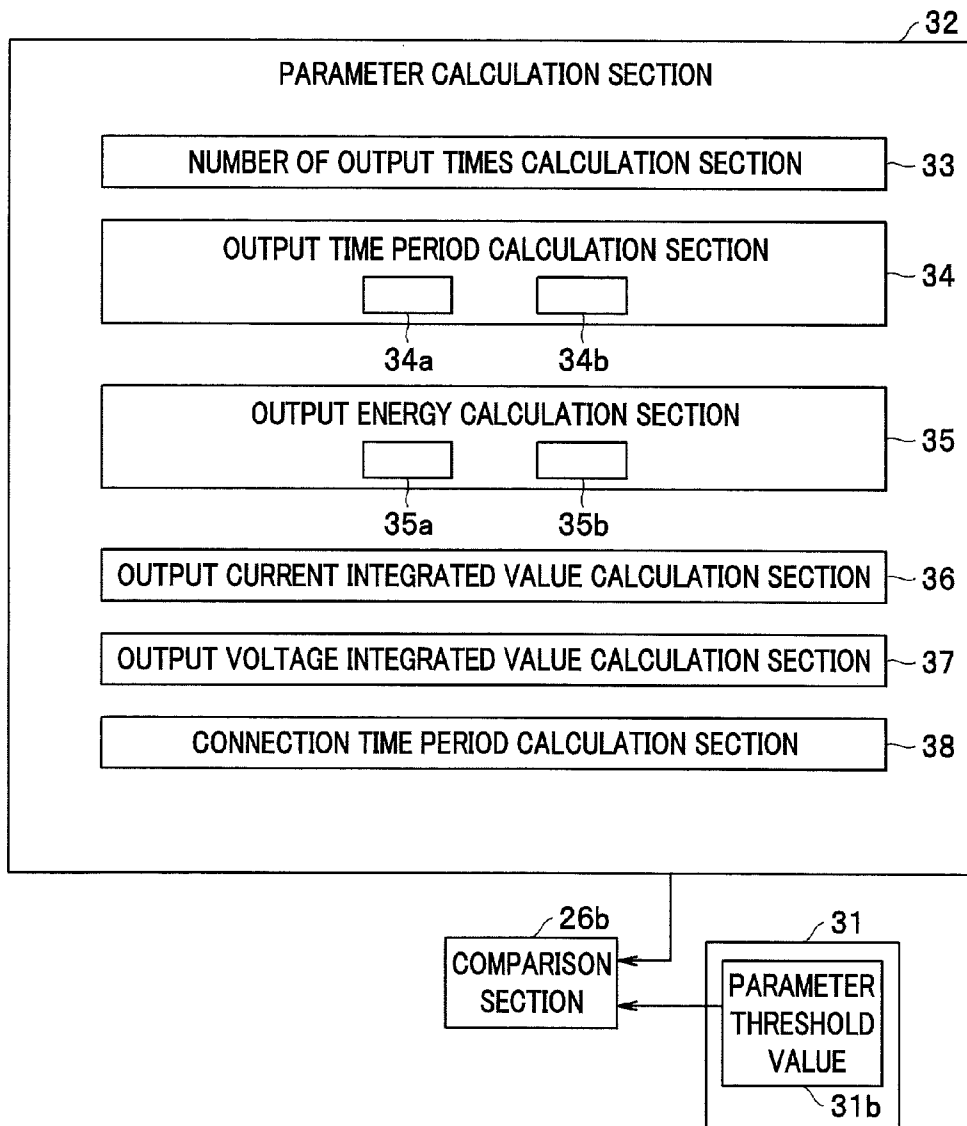 32
PARAMETER CALCULATION SECTION
NUMBER OF OUTPUT TIMES CALCULATION SECTION
33
OUTPUT TIME PERIOD CALCULATION SECTION
34
34a
34b
OUTPUT ENERGY CALCULATION SECTION
35
35a
35b
OUTPUT CURRENT INTEGRATED VALUE CALCULATION SECTION
36
OUTPUT VOLTAGE INTEGRATED VALUE CALCULATION SECTION
37
CONNECTION TIME PERIOD CALCULATION SECTION
38
26b
COMPARISON
SECTION
31
PARAMETER
THRESHOLD
VALUE
31b